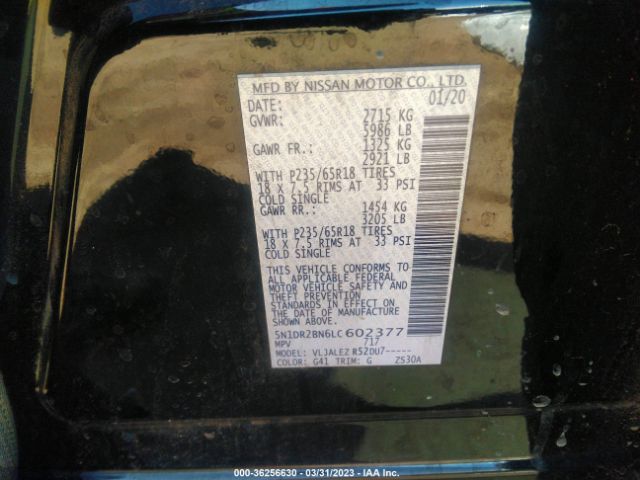 MFD BY NISSAN MOTOR CO., LTD.
DATE: 01/20
GVWR: 2715 KG
5986 LB
GAWR FR.: 1325 KG
2921 LB
WITH P235/65R18 TIRES
18 X 7.5 RIMS AT 33 PSI
COLD SINGLE
GAWR RR.: 1454 KG
3205 LB
WITH P235/65R18 TIRES
18 X 7.5 RIMS AT 33 PSI
COLD SINGLE
THIS VEHICLE CONFORMS TO
ALL APPLICABLE FEDERAL
MOTOR VEHICLE SAFETY AND
THEFT PREVENTION
STANDARDS IN EFFECT ON
THE DATE OF MANUFACTURE
SHOWN ABOVE.
5N1DR2BN6LC602377
MPV 717
MODEL: VLJALEZ R520U7-----
COLOR: G41 TRIM: G ZS30A
000-36256630 - 03/31/2023 - IAA Inc.